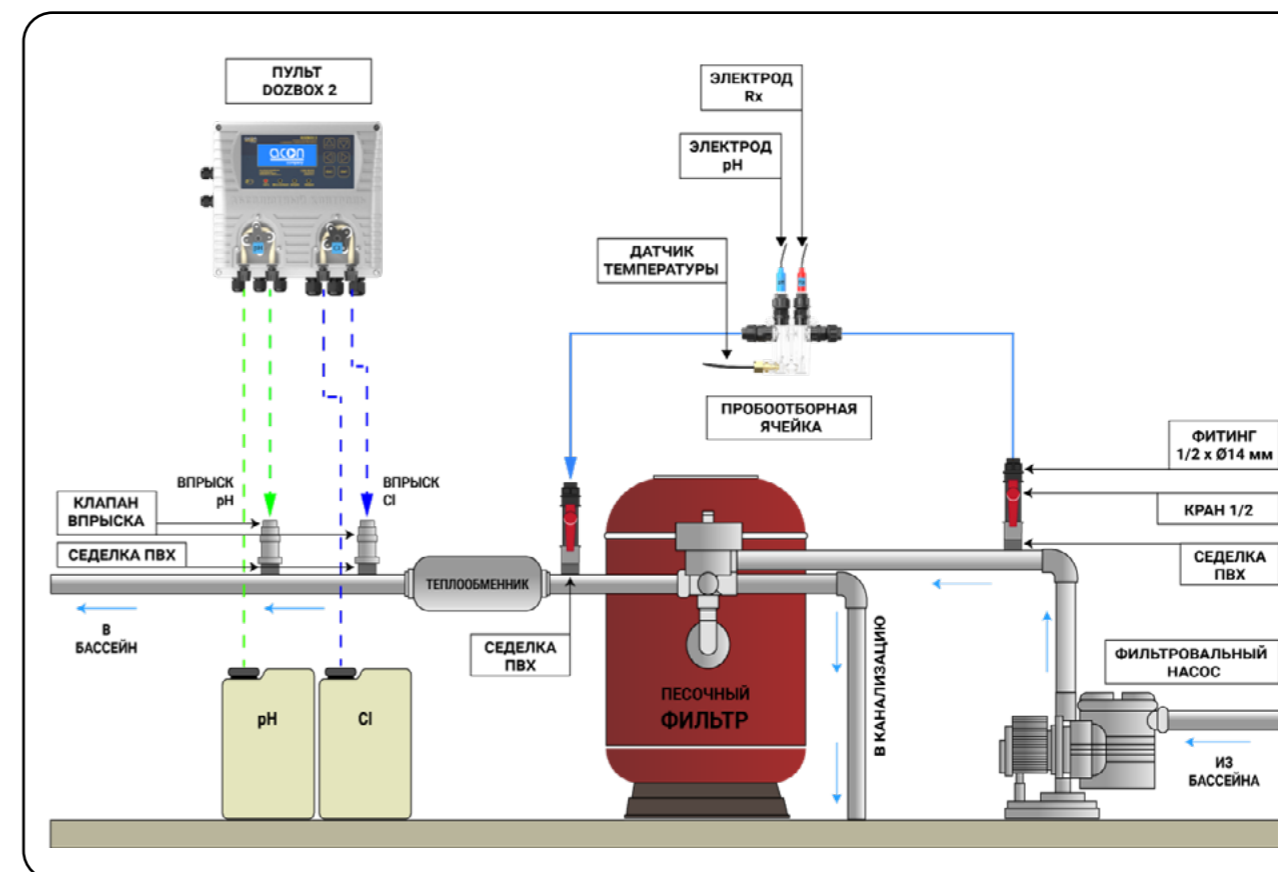 ПУЛЬТ
DOZBOX 2
ЭЛЕКТРОД
Rx
ЭЛЕКТРОД
pH
ДАТЧИК
ТЕМПЕРАТУРЫ
acon
ПРОБООТБОРНАЯ
ЯЧЕЙКА
ФИТИНГ
1/2 x Ø14 мм
КРАН 1/2
СЕДЕЛКА
ПВХ
ВПРЫСК
pH
ВПРЫСК
Cl
КЛАПАН
ВПРЫСКА
СЕДЕЛКА ПВХ
ТЕПЛООБМЕННИК
В
БАССЕЙН
СЕДЕЛКА
ПВХ
ПЕСОЧНЫЙ
ФИЛЬТР
В КАНАЛИЗАЦИЮ
ФИЛЬТРОВАЛЬНЫЙ
НАСОС
ИЗ
БАССЕЙНА
pH
Cl